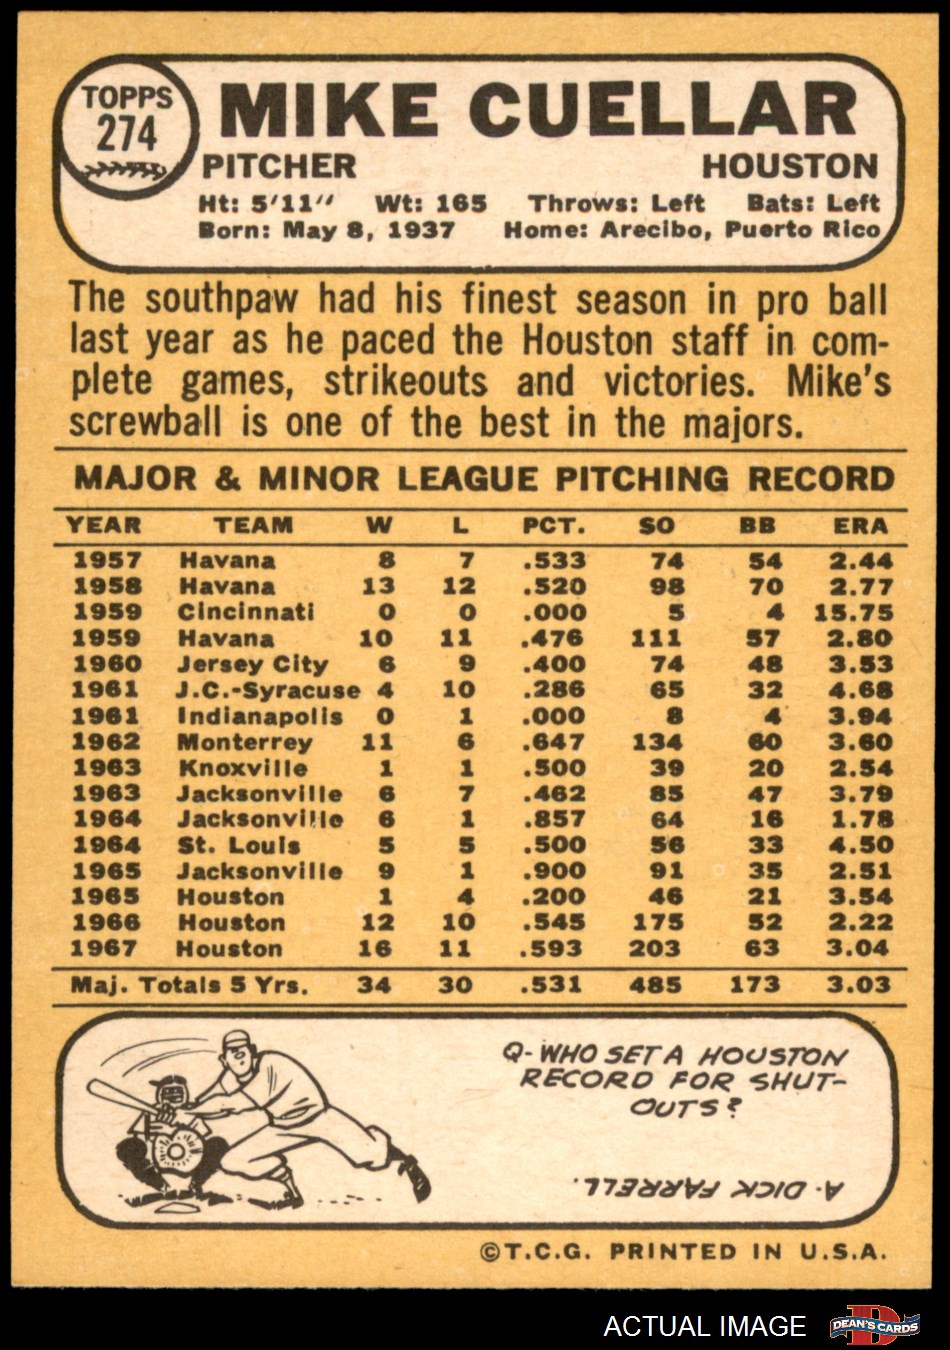 TOPPS
274
MIKE CUELLAR
PITCHER HOUSTON
Ht: 5'11" Wt: 165 Throws: Left Bats: Left
Born: May 8, 1937 Home: Arecibo, Puerto Rico
The southpaw had his finest season in pro ball
last year as he paced the Houston staff in com-
plete games, strikeouts and victories. Mike's
screwball is one of the best in the majors.
MAJOR & MINOR LEAGUE PITCHING RECORD
YEAR TEAM W L PCT. SO BB ERA
1957 Havana 8 7 .533 74 54 2.44
1958 Havana 13 12 .520 98 70 2.77
1959 Cincinnati 0 0 .000 5 4 15.75
1959 Havana 10 11 .476 111 57 2.80
1960 Jersey City 6 9 .400 74 48 3.53
1961 J.C.-Syracuse 4 10 .286 65 32 4.68
1961 Indianapolis 0 1 .000 8 4 3.94
1962 Monterrey 11 6 .647 134 60 3.60
1963 Knoxville 1 1 .500 39 20 2.54
1963 Jacksonville 6 7 .462 85 47 3.79
1964 Jacksonville 6 1 .857 64 16 1.78
1964 St. Louis 5 5 .500 56 33 4.50
1965 Jacksonville 9 1 .900 91 35 2.51
1965 Houston 1 4 .200 46 21 3.54
1966 Houston 12 10 .545 175 52 2.22
1967 Houston 16 11 .593 203 63 3.04
Maj. Totals 5 Yrs. 34 30 .531 485 173 3.03
Q-WHO SET A HOUSTON
RECORD FOR SHUT-
OUTS?
A-DICK FARRELL.
©T.C.G. PRINTED IN U.S.A.
ACTUAL IMAGE
DEAN'S CARDS